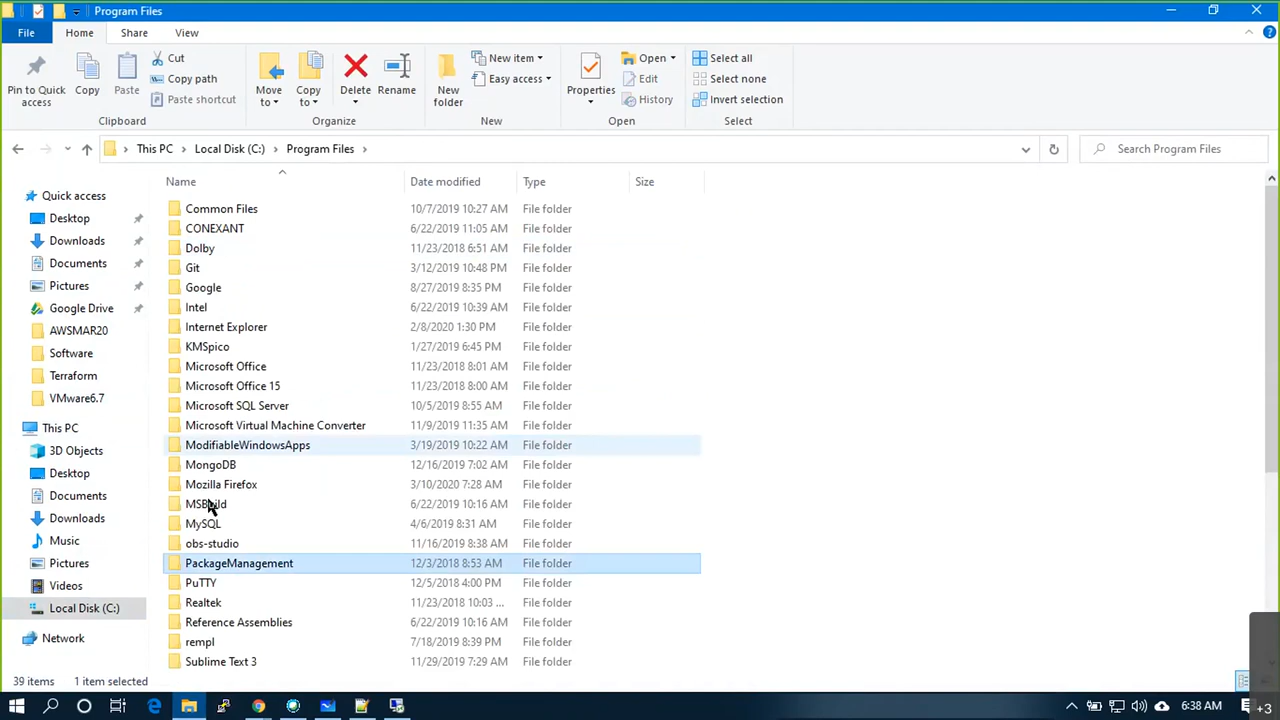 Program Files
File Home Share View
Pin to Quick access
Copy
Paste
Cut
Copy path
Paste shortcut
Clipboard
Move to
Copy to
Delete
Rename
Organize
New folder
New item
Easy access
New
Properties
Open
Edit
History
Open
Select all
Select none
Invert selection
Select
This PC Local Disk (C:) Program Files
Search Program Files
Quick access
Desktop
Downloads
Documents
Pictures
Google Drive
AWSMAR20
Software
Terraform
VMware6.7
This PC
3D Objects
Desktop
Documents
Downloads
Music
Pictures
Videos
Local Disk (C:)
Network
Name Date modified Type Size
Common Files 10/7/2019 10:27 AM File folder
CONEXANT 6/22/2019 11:05 AM File folder
Dolby 11/23/2018 6:51 AM File folder
Git 3/12/2019 10:48 PM File folder
Google 8/27/2019 8:35 PM File folder
Intel 6/22/2019 10:39 AM File folder
Internet Explorer 2/8/2020 1:30 PM File folder
KMSpico 1/27/2019 6:45 PM File folder
Microsoft Office 11/23/2018 8:01 AM File folder
Microsoft Office 15 11/23/2018 8:00 AM File folder
Microsoft SQL Server 10/5/2019 8:55 AM File folder
Microsoft Virtual Machine Converter 11/9/2019 11:35 AM File folder
ModifiableWindowsApps 3/19/2019 10:22 AM File folder
MongoDB 12/16/2019 7:02 AM File folder
Mozilla Firefox 3/10/2020 7:28 AM File folder
MSBuild 6/22/2019 10:16 AM File folder
MySQL 4/6/2019 8:31 AM File folder
obs-studio 11/16/2019 8:38 AM File folder
PackageManagement 12/3/2018 8:53 AM File folder
PuTTY 12/5/2018 4:00 PM File folder
Realtek 11/23/2018 10:03 ... File folder
Reference Assemblies 6/22/2019 10:16 AM File folder
rempl 7/18/2019 8:39 PM File folder
Sublime Text 3 11/29/2019 7:29 AM File folder
39 items 1 item selected
6:38 AM
+3